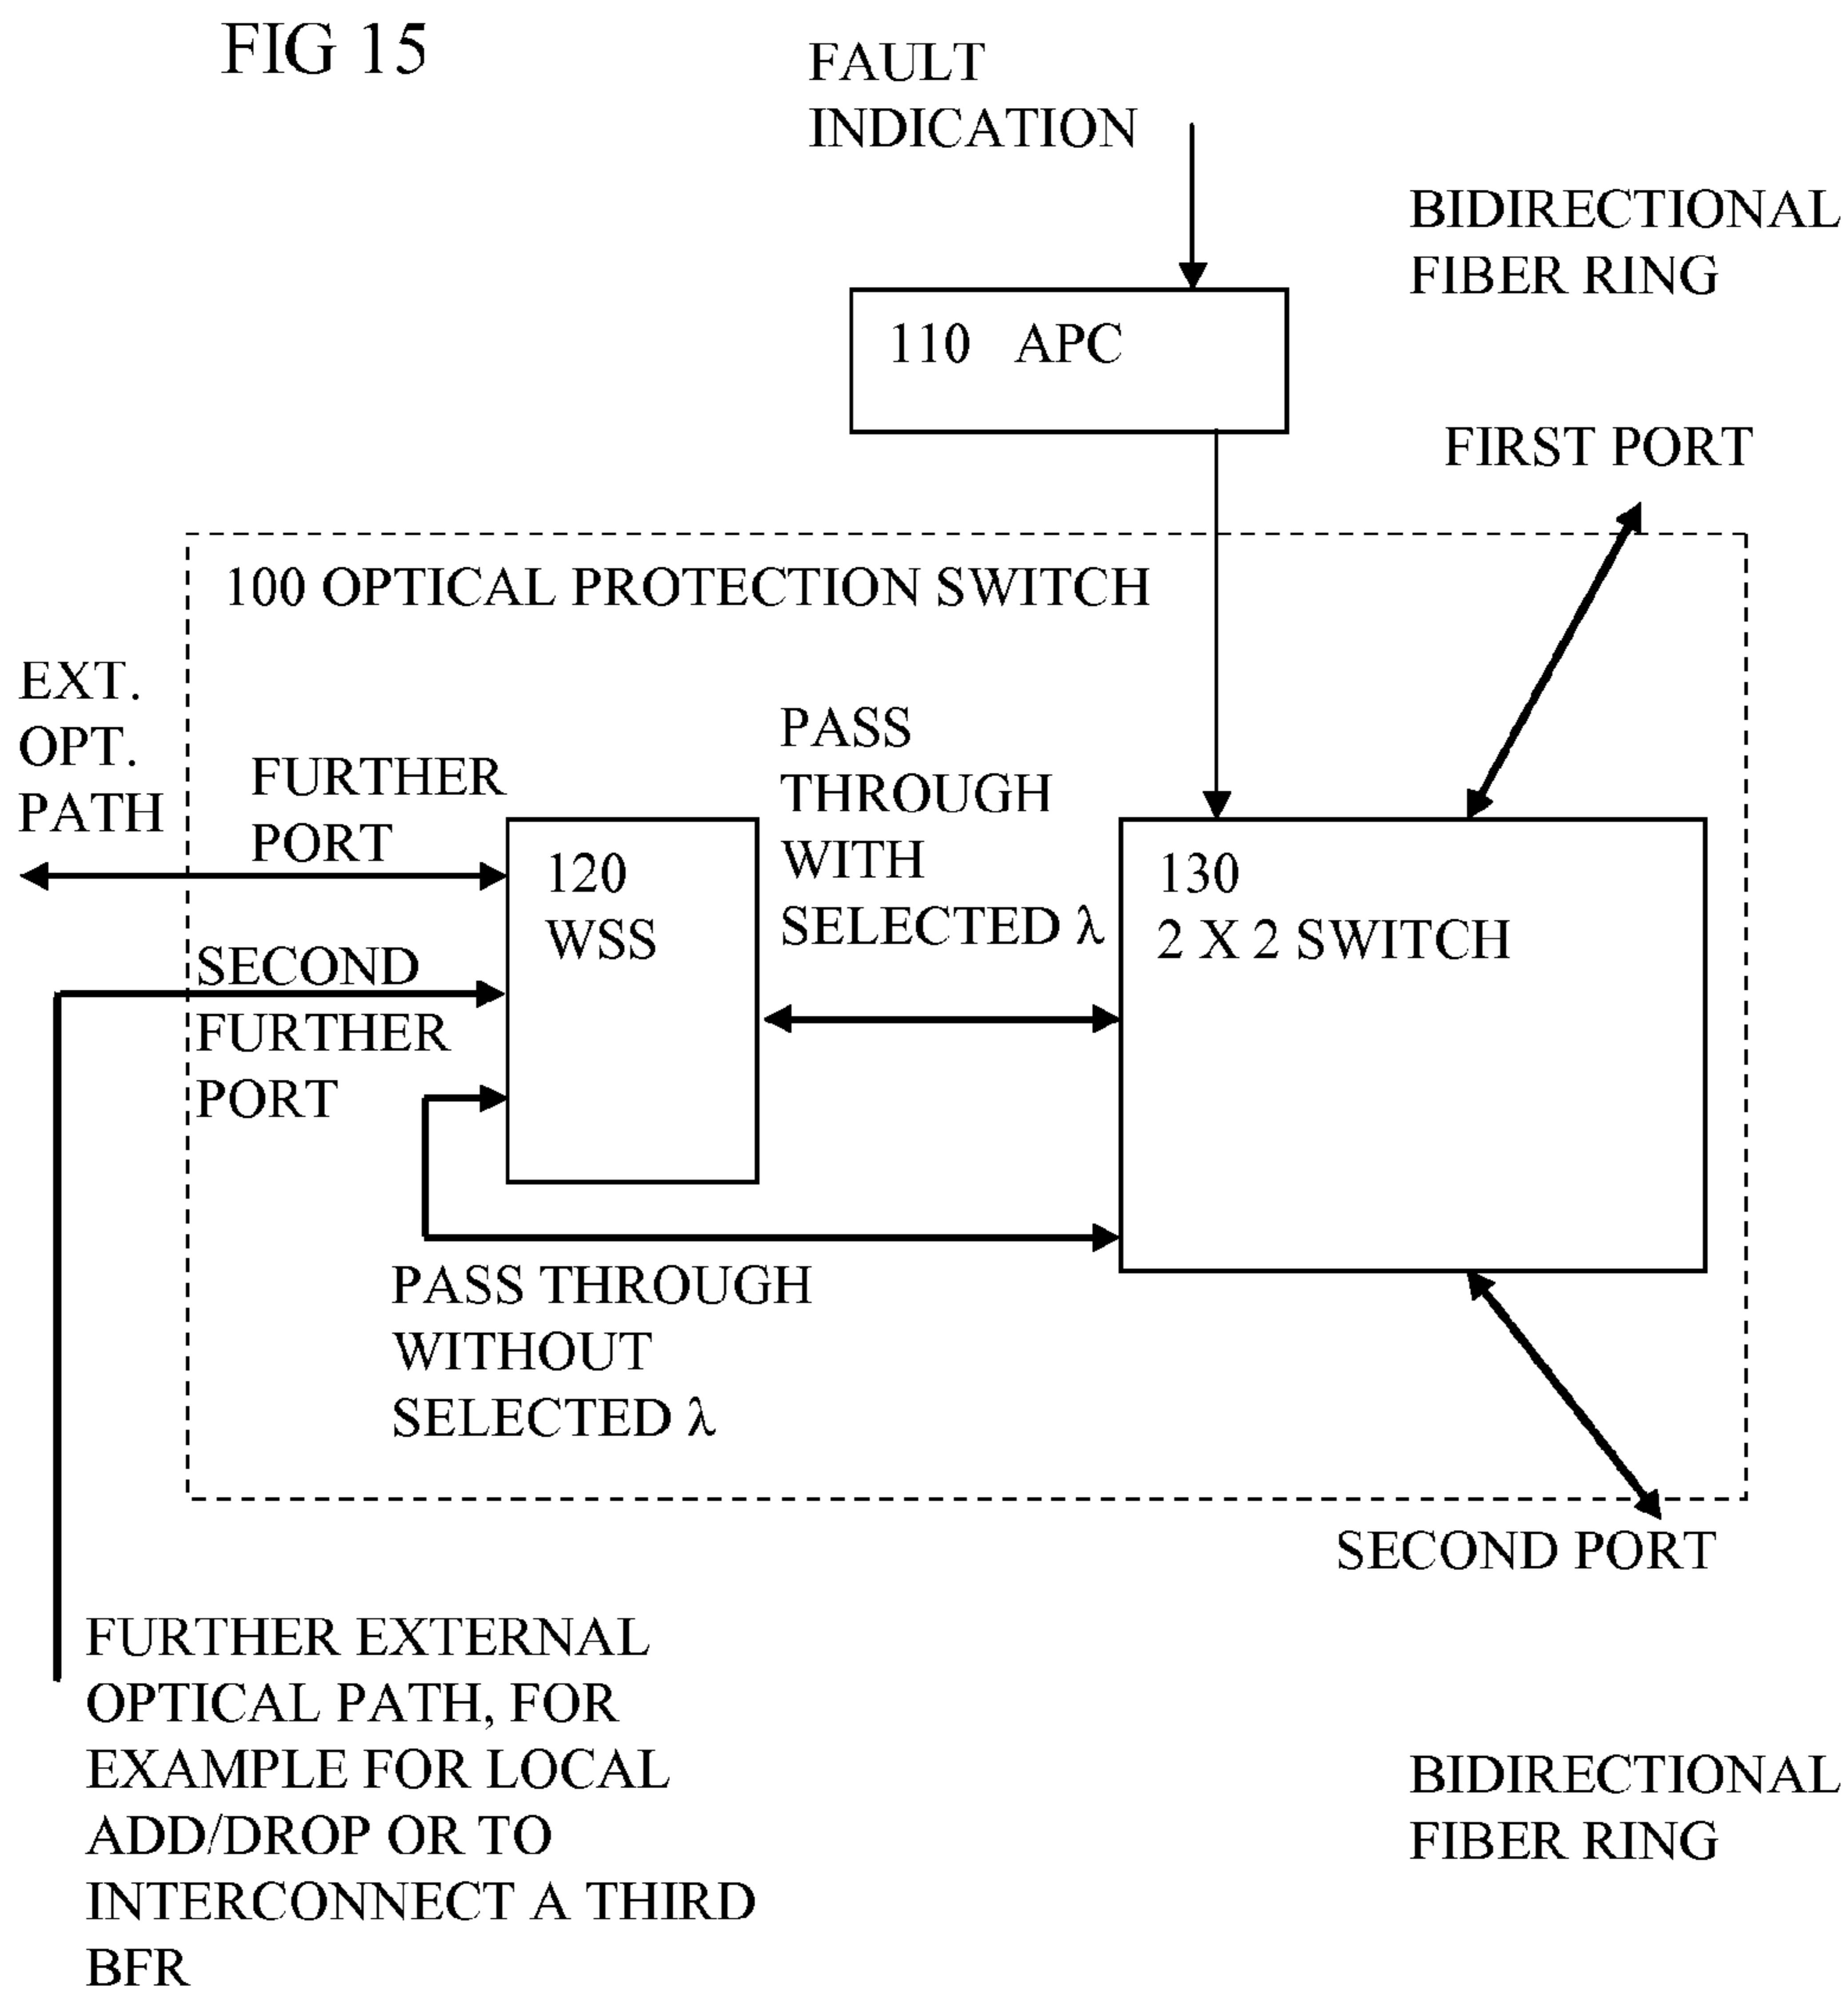 FIG 15
FAULT
INDICATION
BIDIRECTIONAL
FIBER RING
110 APC
FIRST PORT
100 OPTICAL PROTECTION SWITCH
EXT.
OPT.
PATH
FURTHER
PORT
PASS
THROUGH
WITH
SELECTED λ
120
WSS
130
2 X 2 SWITCH
SECOND
FURTHER
PORT
PASS THROUGH
WITHOUT
SELECTED λ
SECOND PORT
FURTHER EXTERNAL
OPTICAL PATH, FOR
EXAMPLE FOR LOCAL
ADD/DROP OR TO
INTERCONNECT A THIRD
BFR
BIDIRECTIONAL
FIBER RING